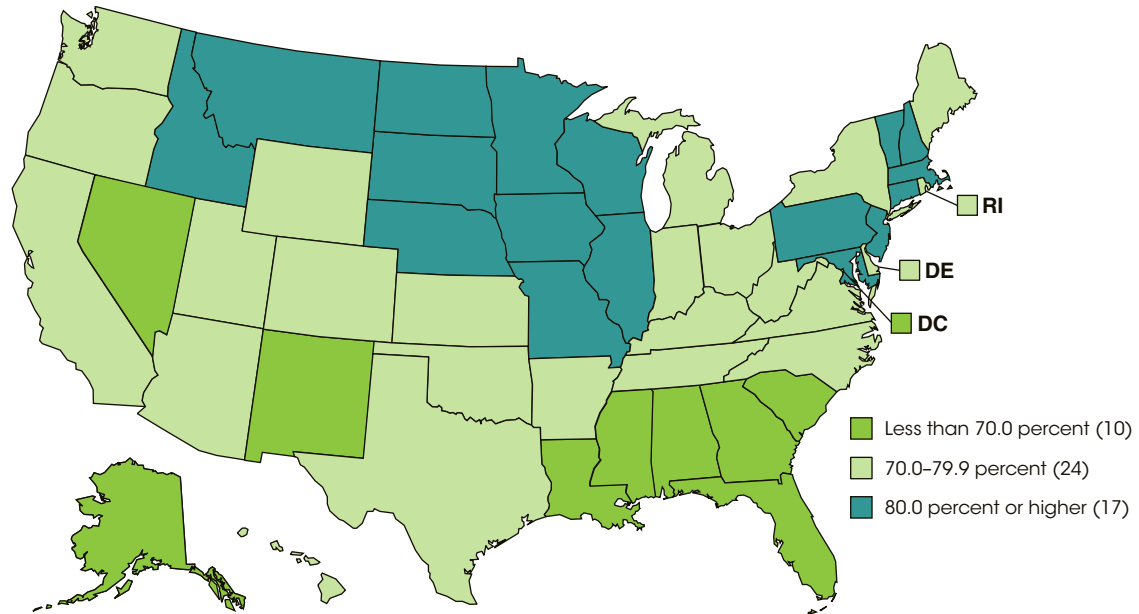 RI
DE
DC
Less than 70.0 percent (10)
70.0–79.9 percent (24)
80.0 percent or higher (17)